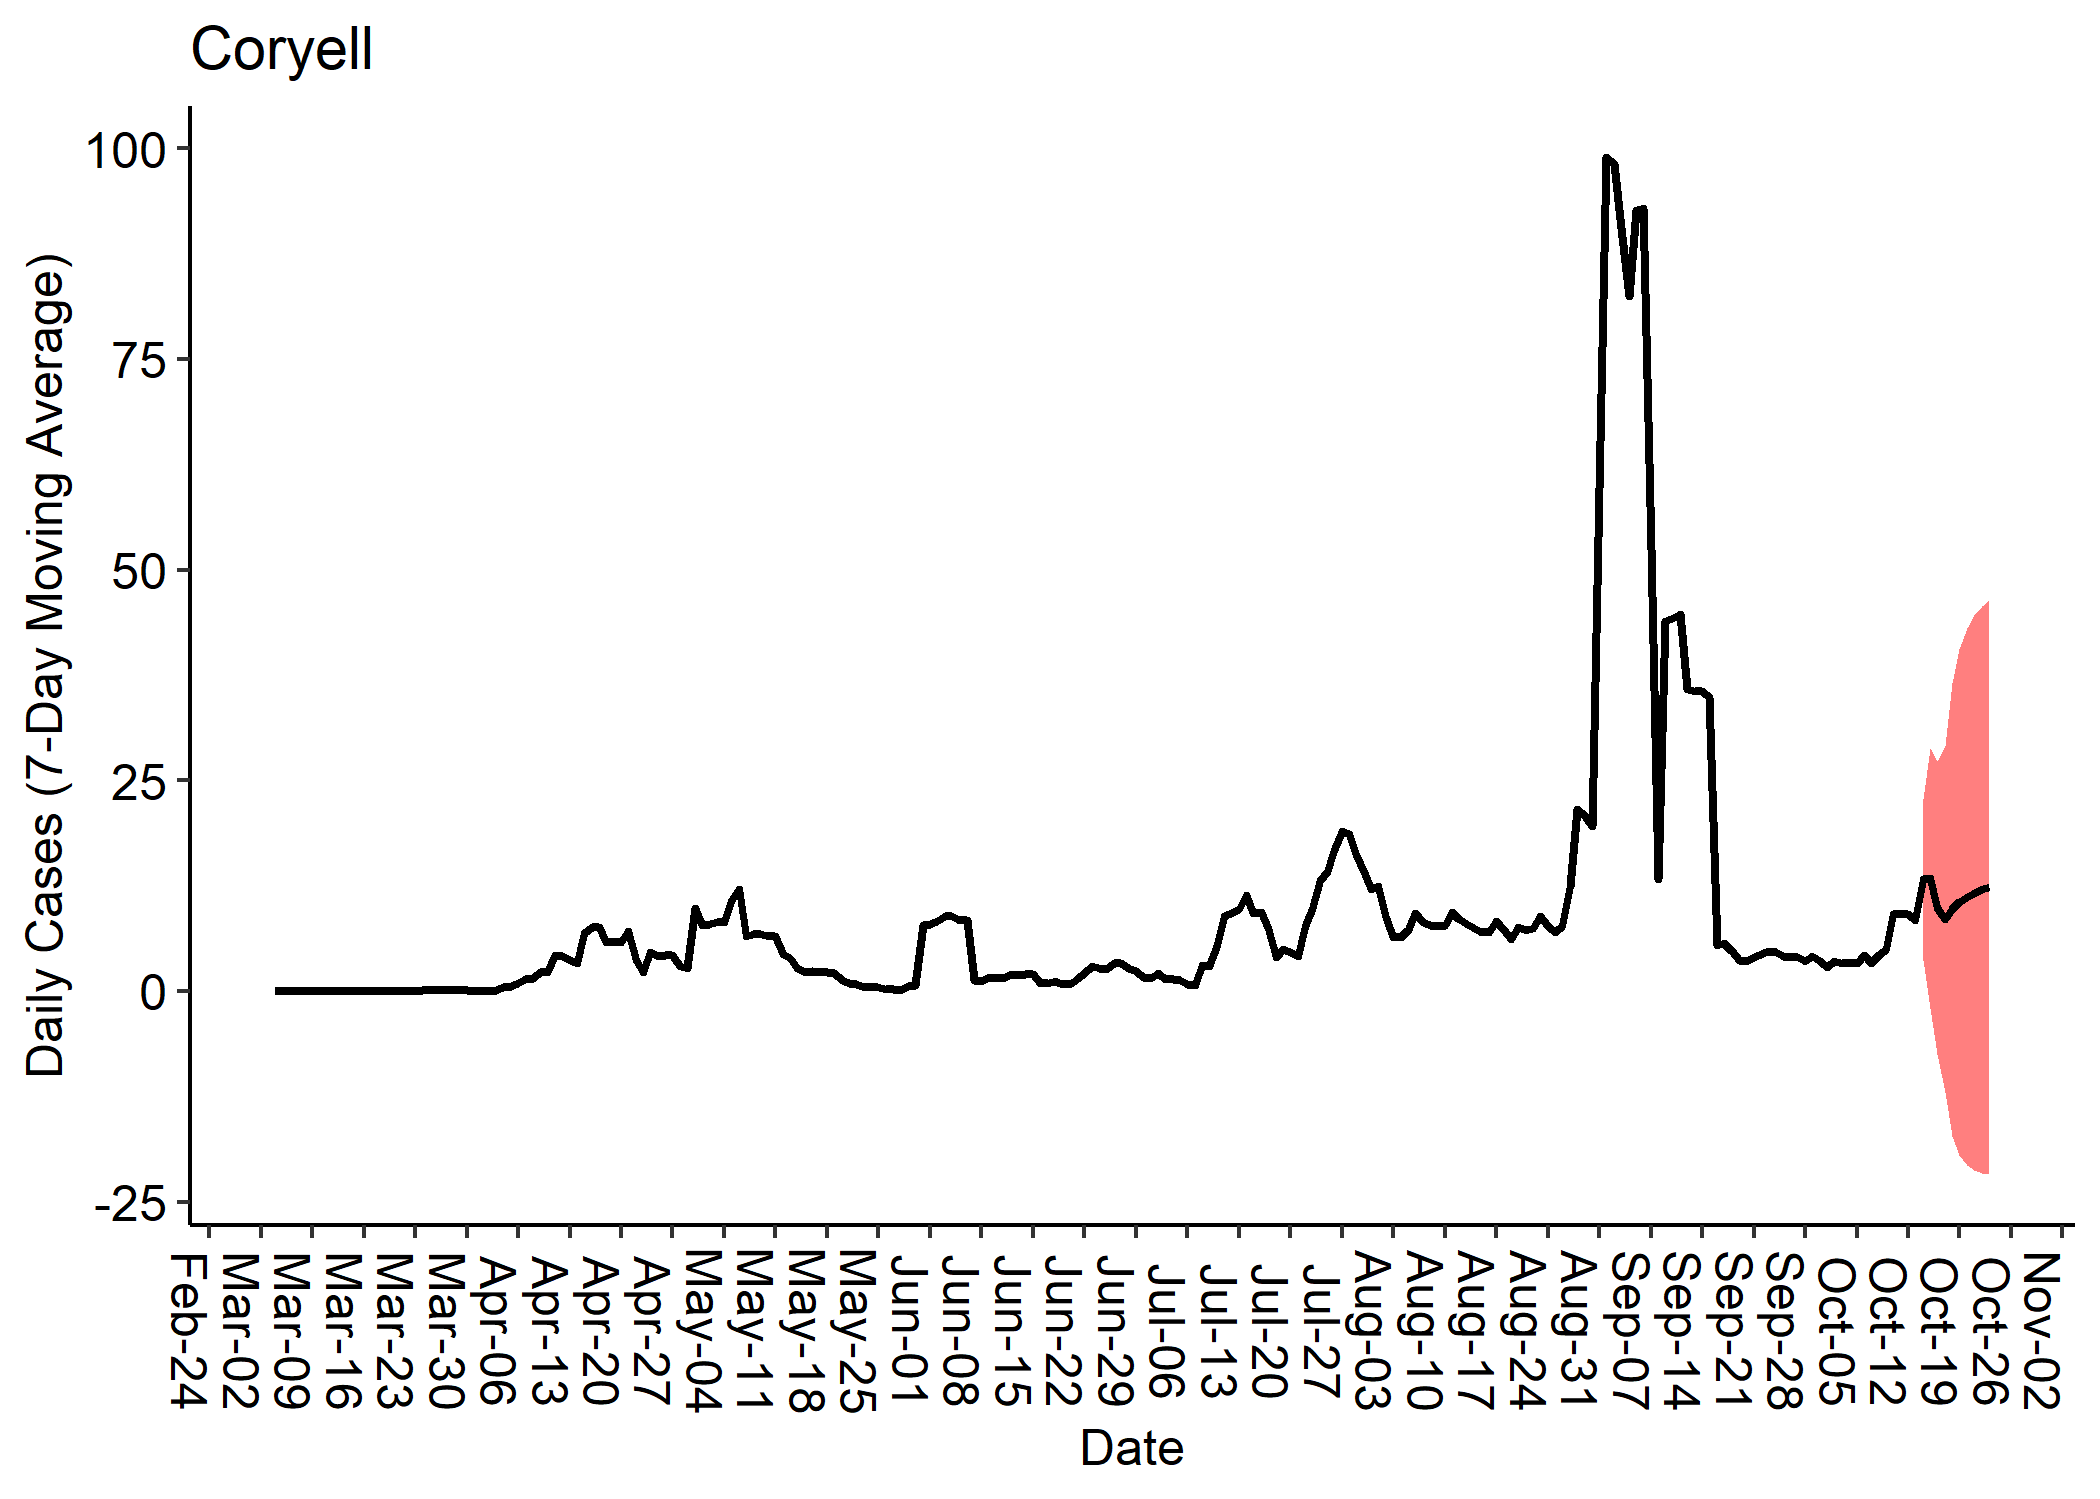 Coryell
Daily Cases (7-Day Moving Average)
100
75
50
25
0
-25
Feb-24
Mar-02
Mar-09
Mar-16
Mar-23
Mar-30
Apr-06
Apr-13
Apr-20
Apr-27
May-04
May-11
May-18
May-25
Jun-01
Jun-08
Jun-15
Jun-22
Jun-29
Jul-06
Jul-13
Jul-20
Jul-27
Aug-03
Aug-10
Aug-17
Aug-24
Aug-31
Sep-07
Sep-14
Sep-21
Sep-28
Oct-05
Oct-12
Oct-19
Oct-26
Nov-02
Date